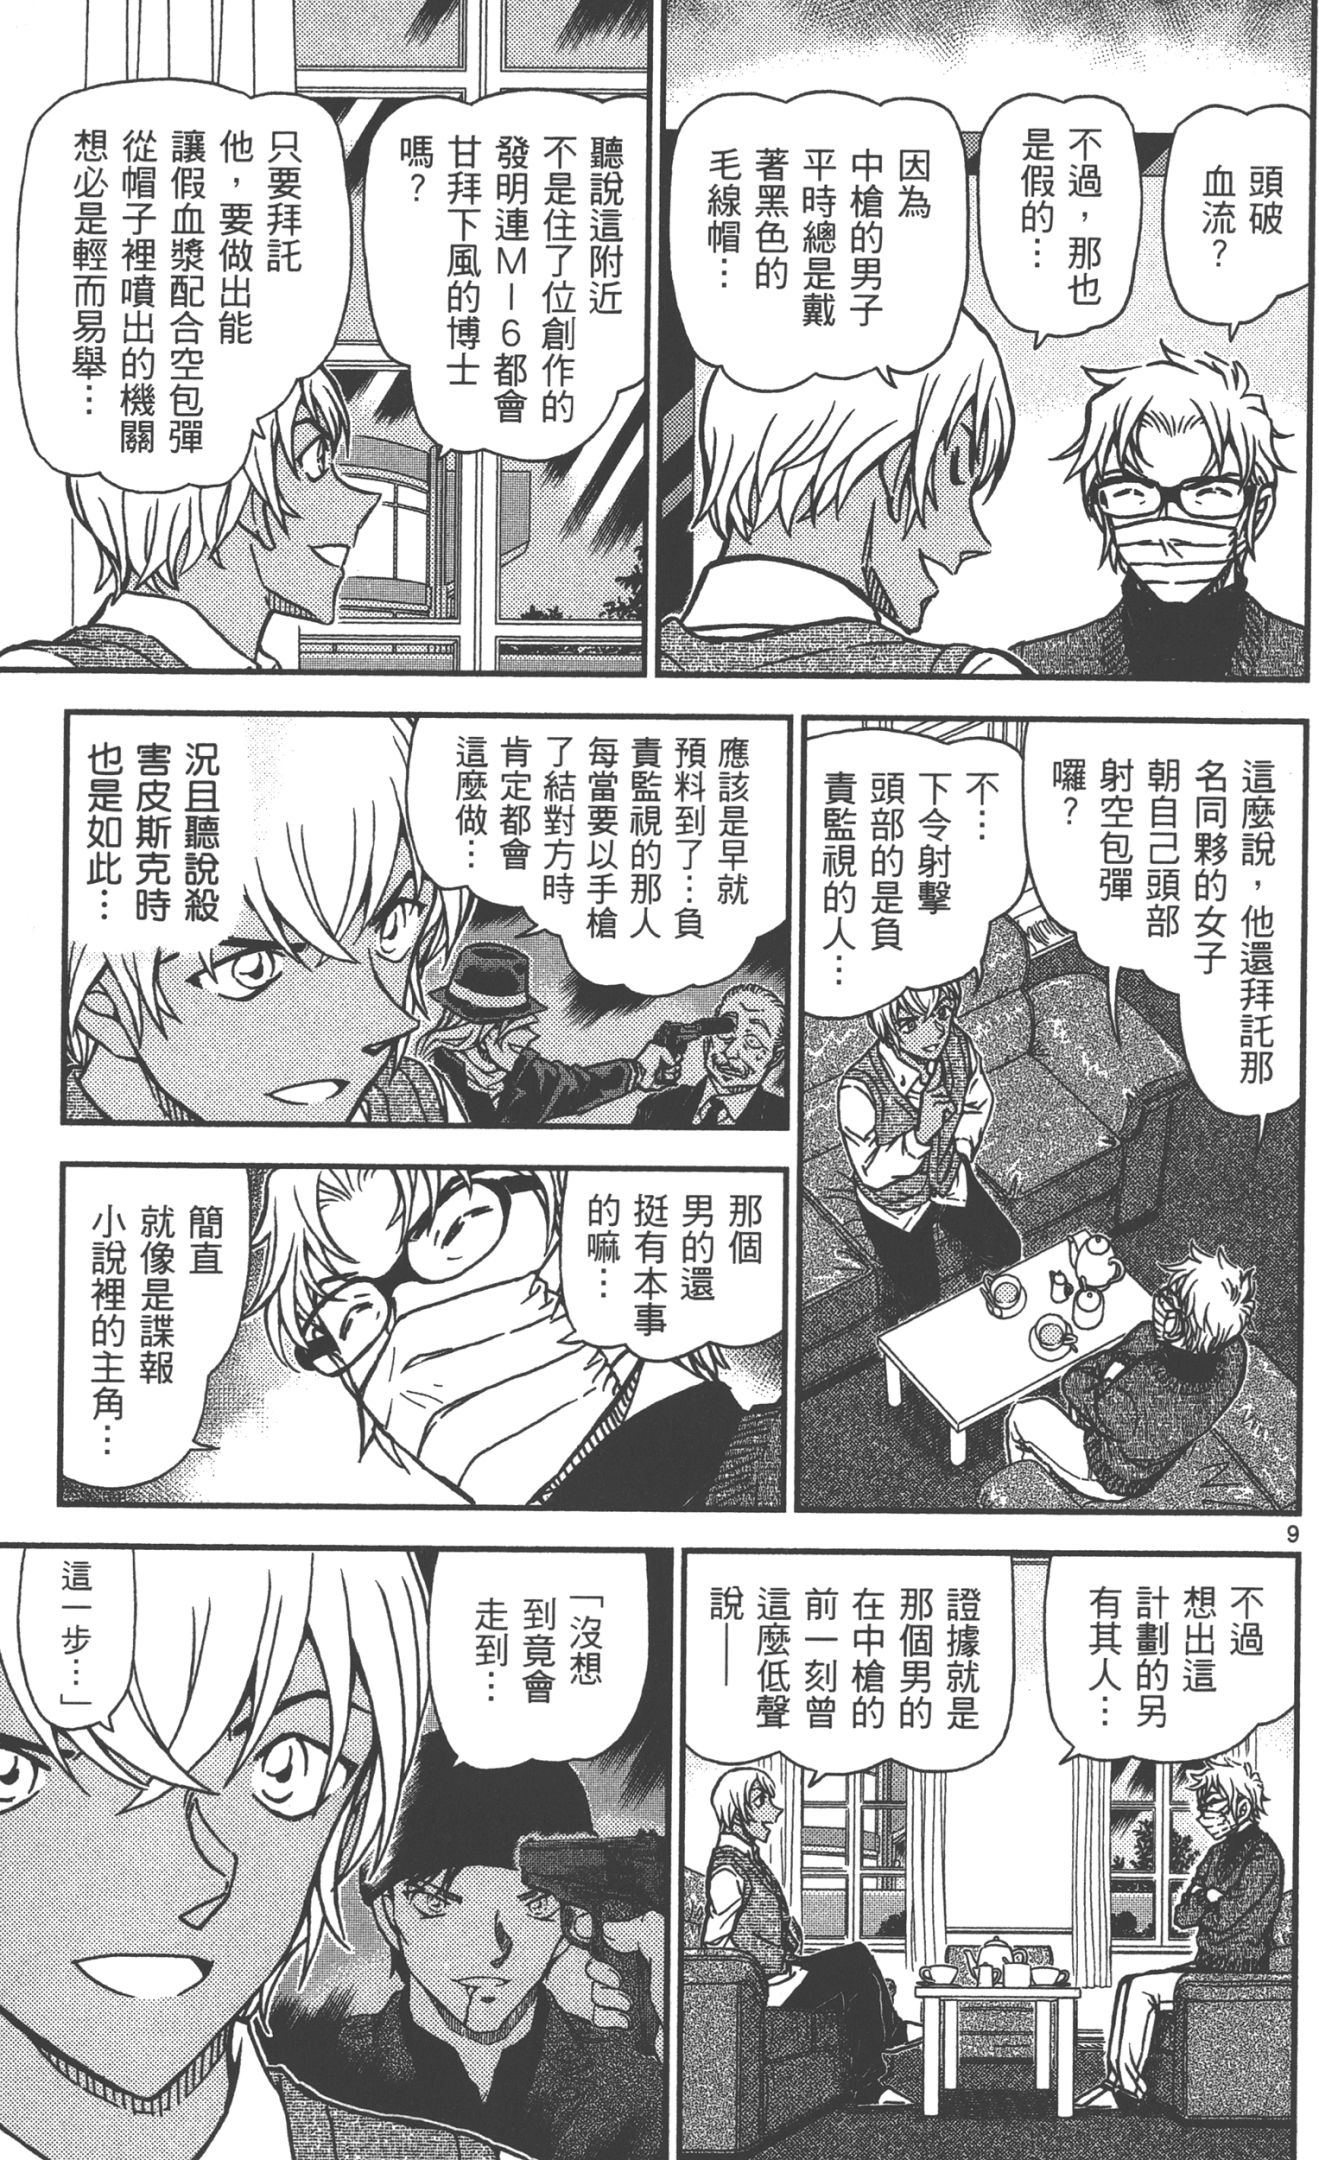 頭破
血流？
不過，那也
是假的…
因為
中槍的男子
平時總是戴
著黑色的
毛線帽…
聽說這附近
不是住了位創作的
發明連MI6都會
甘拜下風的博士
嗎？
只要拜託
他，要做出能
讓假血漿配合空包彈
從帽子裡噴出的機關
想必是輕而易舉…
這麼說，他還拜託那
名同夥的女子
朝自己頭部
射空包彈
囉？
不…
下令射擊
頭部的是負
責監視的人…
應該是早就
預料到了…負
責監視的那人
每當要以手槍
了結對方時
肯定都會
這麼做…
況且聽說殺
害皮斯克時
也是如此…
那個
男的還
挺有本事
的嘛…
簡直
就像是諜報
小說裡的主角…
9
不過
想出這
計劃的另
有其人…
證據就是
那個男的
在中槍的
前一刻曾
這麼低聲
說——
「沒想
到竟會
走到…
這一步…」